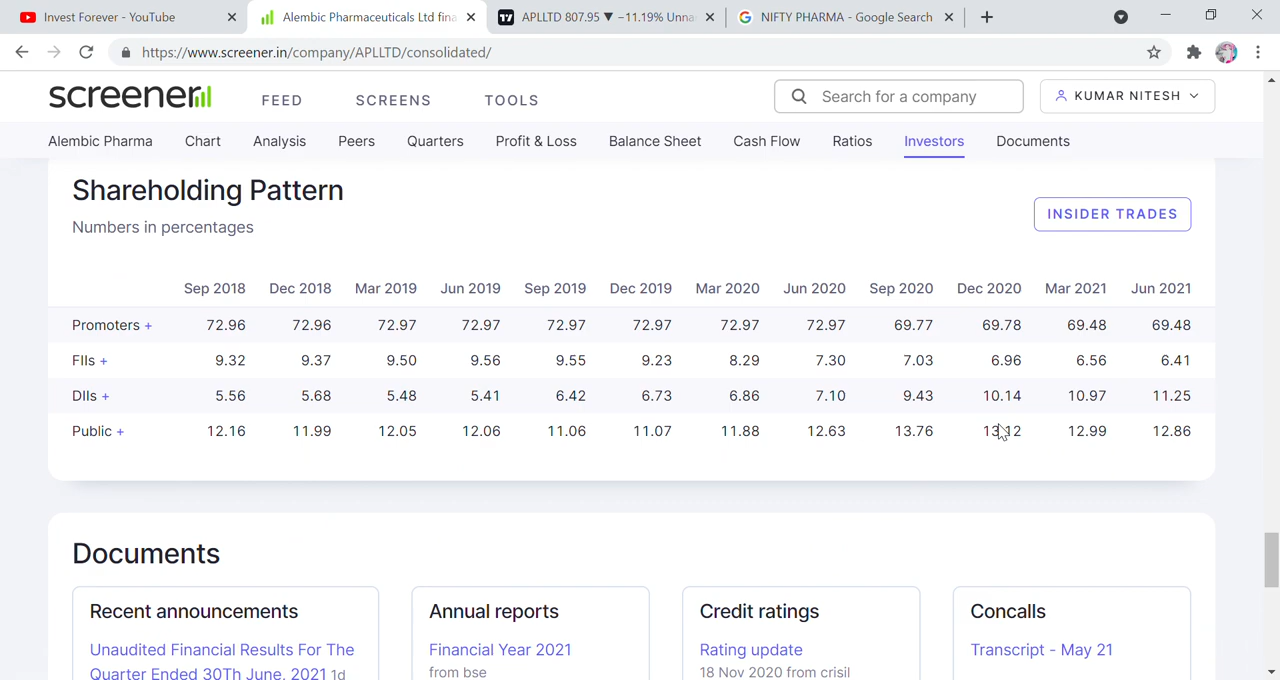 Invest Forever - YouTube
Alembic Pharmaceuticals Ltd fina
APLLTD 807.95 ▼ −11.19% Unna
NIFTY PHARMA - Google Search
https://www.screener.in/company/APLLTD/consolidated/
screener
FEED SCREENS TOOLS
Search for a company
KUMAR NITESH
Alembic Pharma Chart Analysis Peers Quarters Profit & Loss Balance Sheet Cash Flow Ratios Investors Documents
Shareholding Pattern
Numbers in percentages
INSIDER TRADES
Sep 2018 Dec 2018 Mar 2019 Jun 2019 Sep 2019 Dec 2019 Mar 2020 Jun 2020 Sep 2020 Dec 2020 Mar 2021 Jun 2021
Promoters + 72.96 72.96 72.97 72.97 72.97 72.97 72.97 72.97 69.77 69.78 69.48 69.48
FIIs + 9.32 9.37 9.50 9.56 9.55 9.23 8.29 7.30 7.03 6.96 6.56 6.41
DIIs + 5.56 5.68 5.48 5.41 6.42 6.73 6.86 7.10 9.43 10.14 10.97 11.25
Public + 12.16 11.99 12.05 12.06 11.06 11.07 11.88 12.63 13.76 13.12 12.99 12.86
Documents
Recent announcements
Unaudited Financial Results For The
Quarter Ended 30Th June, 2021 1d
Annual reports
Financial Year 2021
from bse
Credit ratings
Rating update
18 Nov 2020 from crisil
Concalls
Transcript - May 21